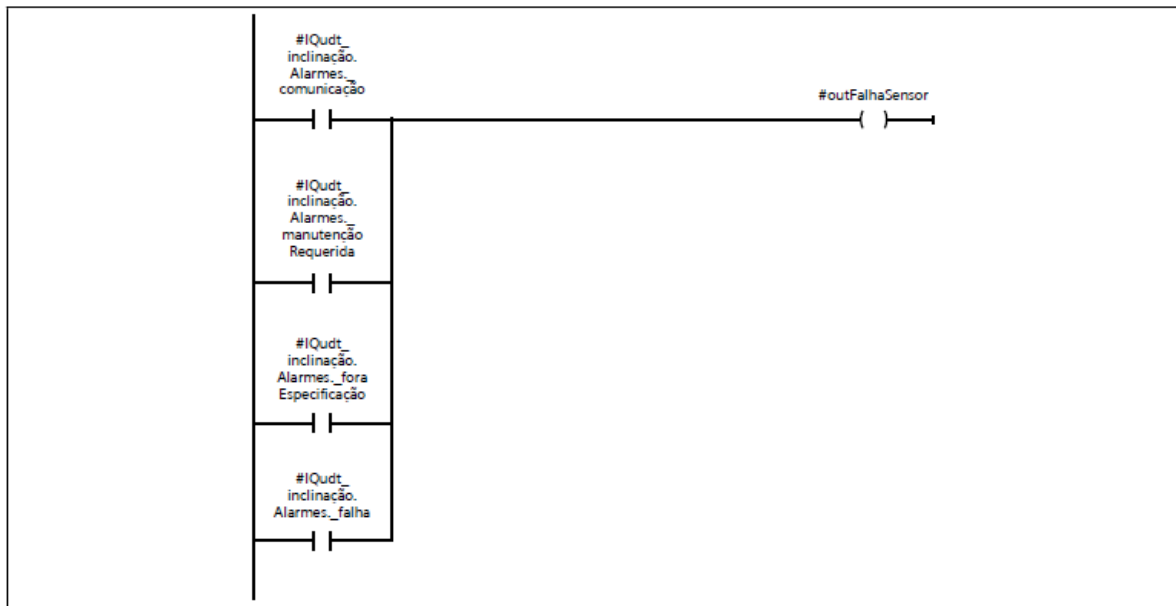 #IQudt_
inclinação.
Alarmes._
comunicação
#outFalhaSensor
#IQudt_
inclinação.
Alarmes._
manutenção
Requerida
#IQudt_
inclinação.
Alarmes._fora
Especificação
#IQudt_
inclinação.
Alarmes._falha